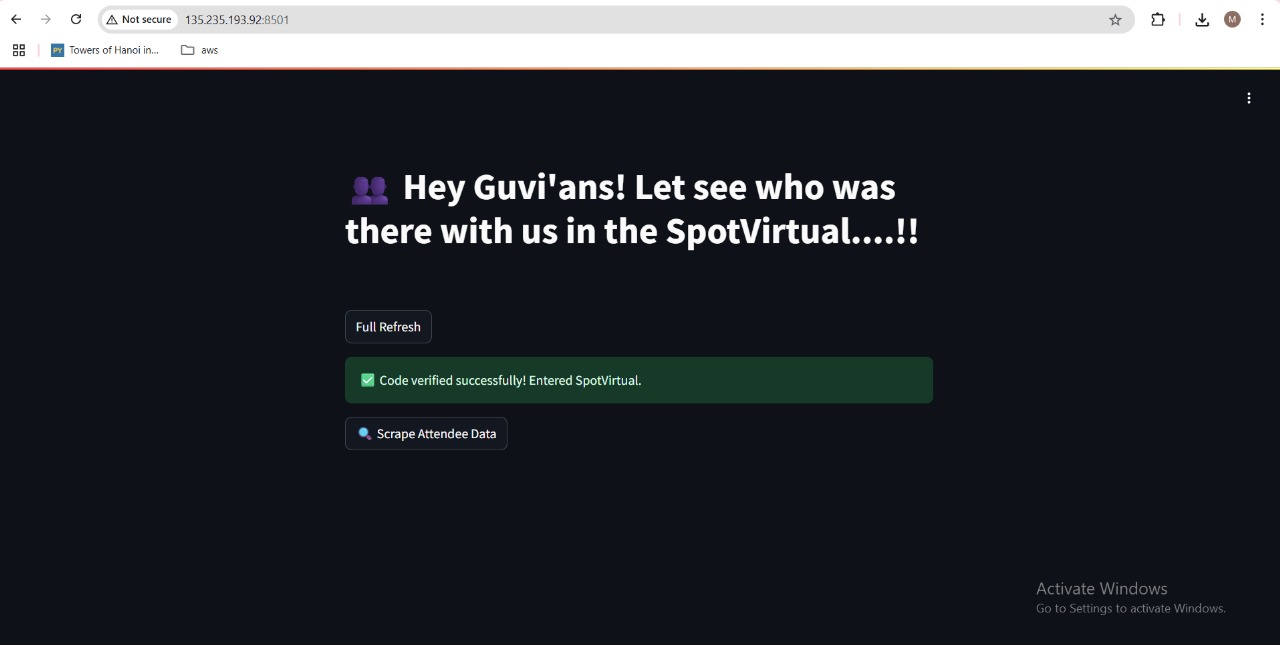 Not secure 135.235.193.92:8501
M
PY Towers of Hanoi in... aws
Hey Guvi'ans! Let see who was
there with us in the SpotVirtual....!!
Full Refresh
Code verified successfully! Entered SpotVirtual.
Scrape Attendee Data
Activate Windows
Go to Settings to activate Windows.